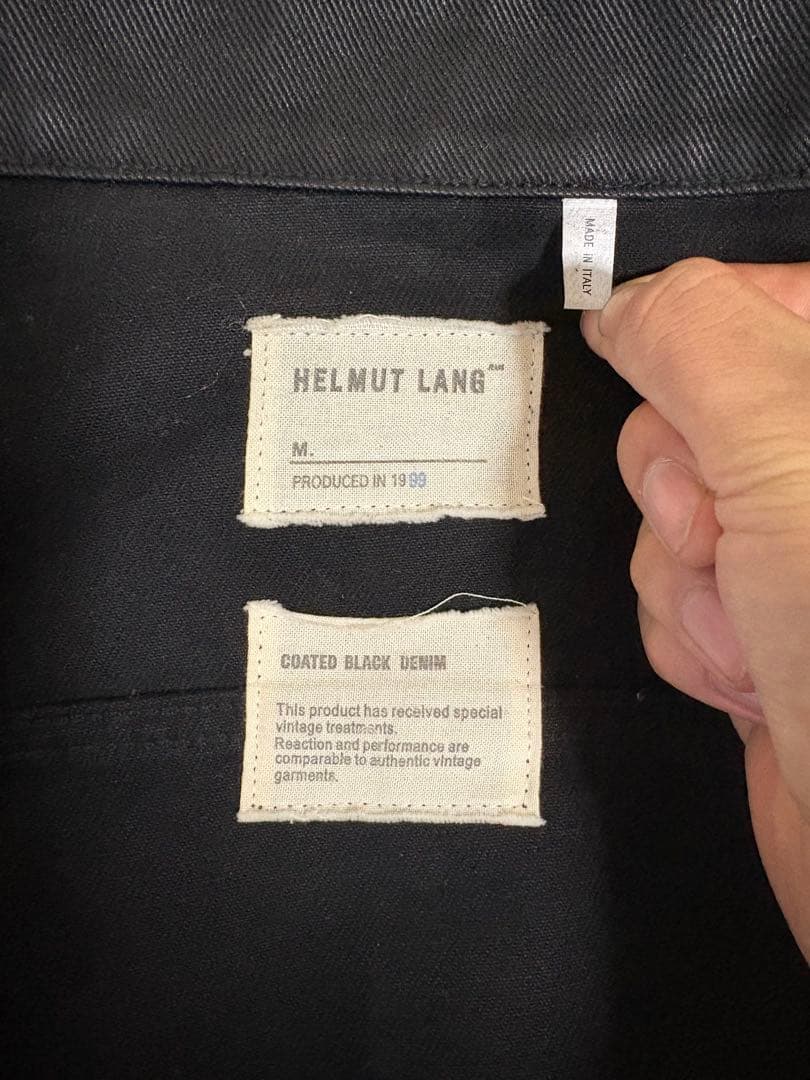 MADE IN ITALY
HELMUT LANG
M.
PRODUCED IN 1999
COATED BLACK DENIM
This product has received special
vintage treatments.
Reaction and performance are
comparable to authentic vintage
garments.